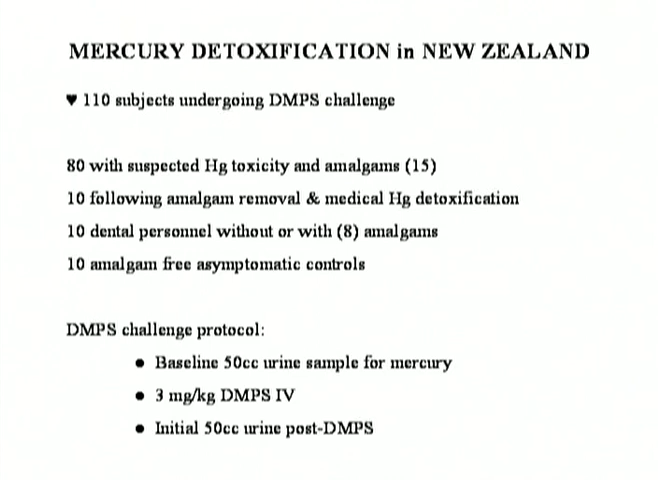 MERCURY DETOXIFICATION in NEW ZEALAND
♥ 110 subjects undergoing DMPS challenge
80 with suspected Hg toxicity and amalgams (15)
10 following amalgam removal & medical Hg detoxification
10 dental personnel without or with (8) amalgams
10 amalgam free asymptomatic controls
DMPS challenge protocol:
● Baseline 50cc urine sample for mercury
● 3 mg/kg DMPS IV
● Initial 50cc urine post-DMPS